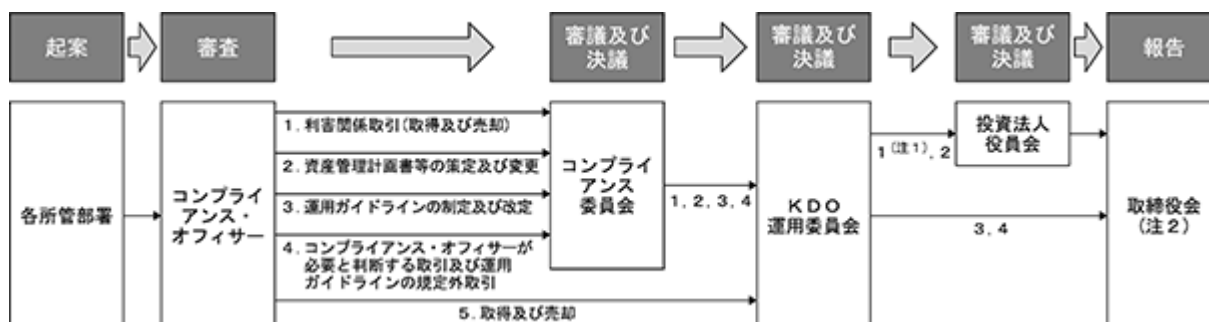 起案
審査
審議及び
決議
審議及び
決議
審議及び
決議
報告
各所管部署
コンプライ
アンス・
オフィサー
1. 利害関係取引(取得及び売却)
2. 資産管理計画書等の策定及び変更
3. 運用ガイドラインの制定及び改定
4. コンプライアンス・オフィサーが
必要と判断する取引及び運用
ガイドラインの規定外取引
5. 取得及び売却
コンプライ
アンス
委員会
1, 2, 3, 4
KDO
運用委員会
1(注1), 2
3, 4
投資法人
役員会
取締役会
(注2)